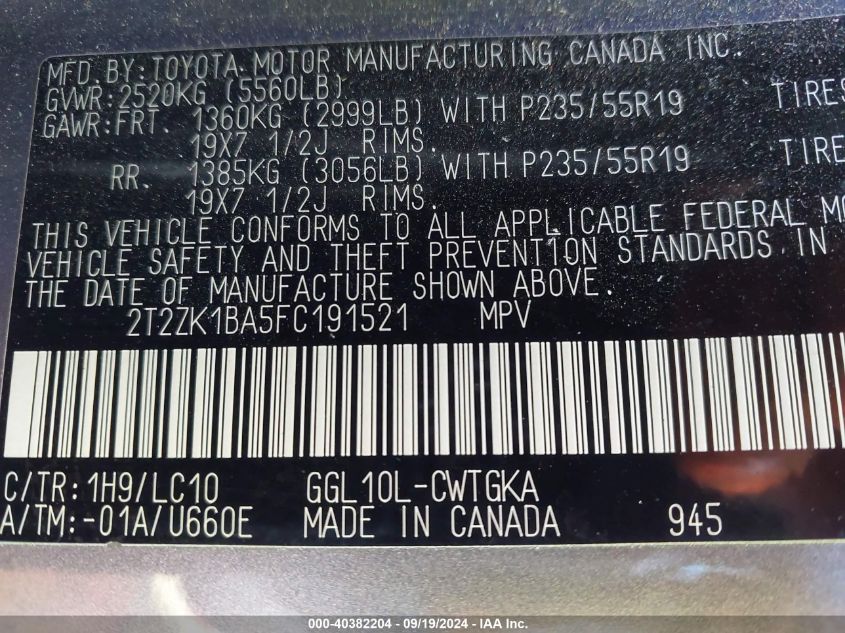 MFD. BY: TOYOTA MOTOR MANUFACTURING CANADA INC.
GVWR: 2520KG (5560LB)
GAWR: FRT. 1360KG (2999LB) WITH P235/55R19 TIRES
19X7 1/2J RIMS.
RR. 1385KG (3056LB) WITH P235/55R19 TIRE
19X7 1/2J RIMS.
THIS VEHICLE CONFORMS TO ALL APPLICABLE FEDERAL MO
VEHICLE SAFETY AND THEFT PREVENTION STANDARDS IN
THE DATE OF MANUFACTURE SHOWN ABOVE.
2T2ZK1BA5FC191521 MPV
C/TR: 1H9/LC10 GGL10L-CWTGKA
A/TM: -01A/U660E MADE IN CANADA 945
000-40382204 - 09/19/2024 - IAA Inc.